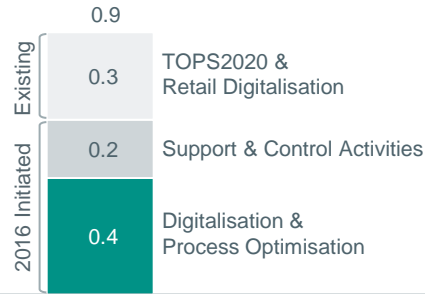 0.9
Existing
0.3
TOPS2020 &
Retail Digitalisation
2016 Initiated
0.2
Support & Control Activities
0.4
Digitalisation &
Process Optimisation